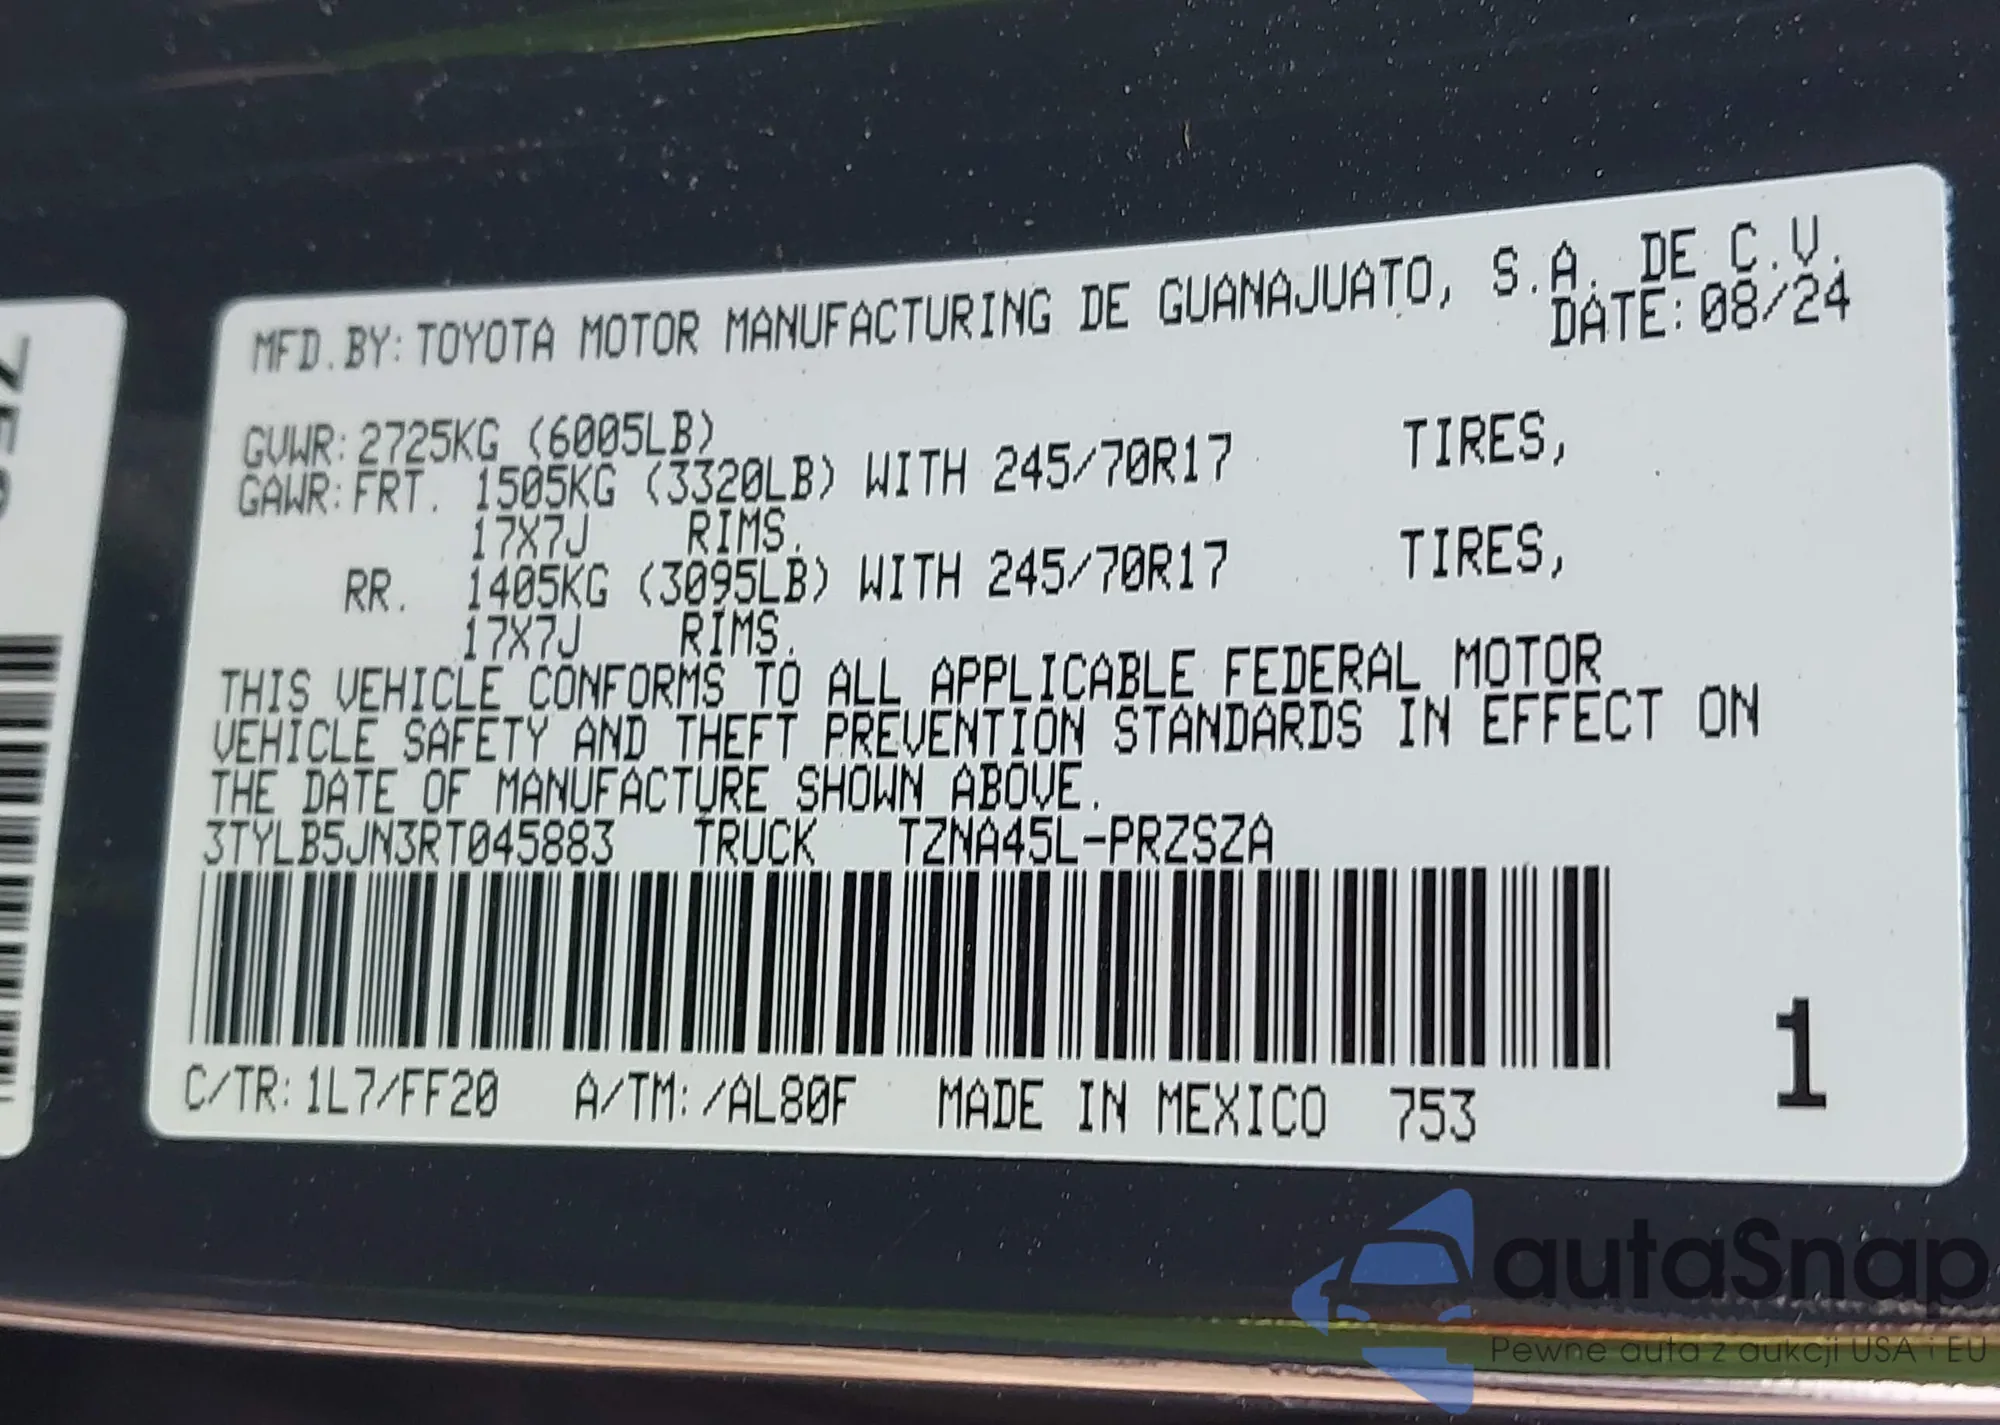 MFD.BY: TOYOTA MOTOR MANUFACTURING DE GUANAJUATO, S.A. DE C.V.
DATE: 08/24
GVWR: 2725KG (6005LB)
GAWR: FRT. 1505KG (3320LB) WITH 245/70R17 TIRES,
17X7J RIMS.
RR. 1405KG (3095LB) WITH 245/70R17 TIRES,
17X7J RIMS.
THIS VEHICLE CONFORMS TO ALL APPLICABLE FEDERAL MOTOR
VEHICLE SAFETY AND THEFT PREVENTION STANDARDS IN EFFECT ON
THE DATE OF MANUFACTURE SHOWN ABOVE.
3TYLB5JN3RT045883 TRUCK TZNA45L-PRZSZA
C/TR: 1L7/FF20 A/TM: /AL80F MADE IN MEXICO 753
1
autaSnap
Pewne auta z aukcji USA i EU